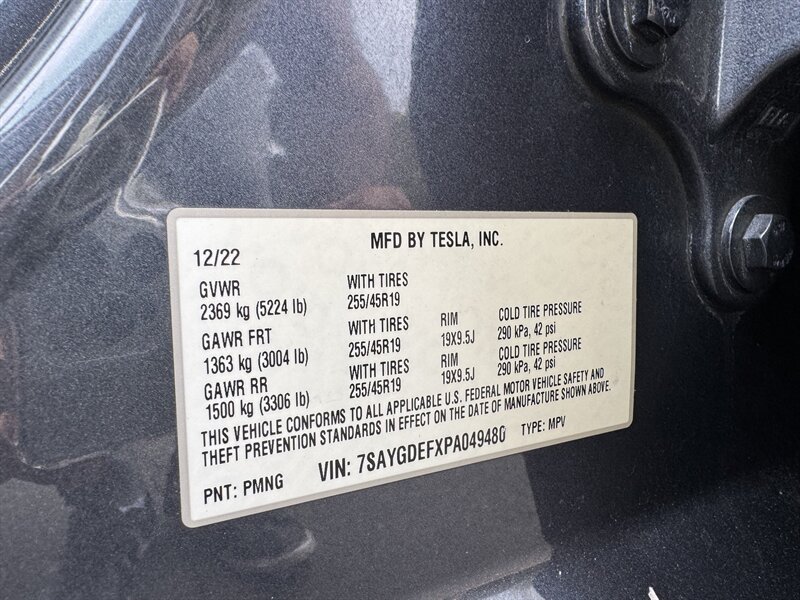 MFD BY TESLA, INC.
12/22
GVWR WITH TIRES
2369 kg (5224 lb) 255/45R19
GAWR FRT WITH TIRES RIM COLD TIRE PRESSURE
1363 kg (3004 lb) 255/45R19 19X9.5J 290 kPa, 42 psi
GAWR RR WITH TIRES RIM COLD TIRE PRESSURE
1500 kg (3306 lb) 255/45R19 19X9.5J 290 kPa, 42 psi
THIS VEHICLE CONFORMS TO ALL APPLICABLE U.S. FEDERAL MOTOR VEHICLE SAFETY AND
THEFT PREVENTION STANDARDS IN EFFECT ON THE DATE OF MANUFACTURE SHOWN ABOVE.
PNT: PMNG VIN: 7SAYGDEFXPA049480 TYPE: MPV